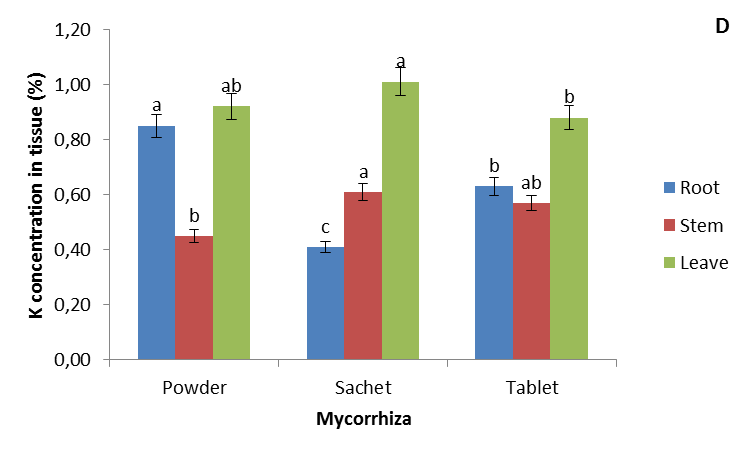 D
K concentration in tissue (%)
1,20
1,00
0,80
0,60
0,40
0,20
0,00
a
b
ab
c
a
a
b
ab
b
Powder
Sachet
Tablet
Mycorrhiza
Root
Stem
Leave